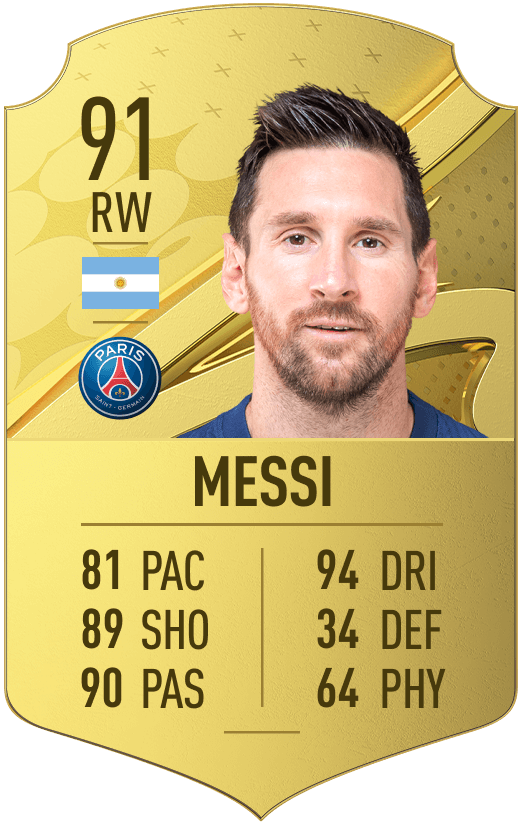 91
RW
PARIS
SAINT-GERMAIN
MESSI
81 PAC
94 DRI
89 SHO
34 DEF
90 PAS
64 PHY